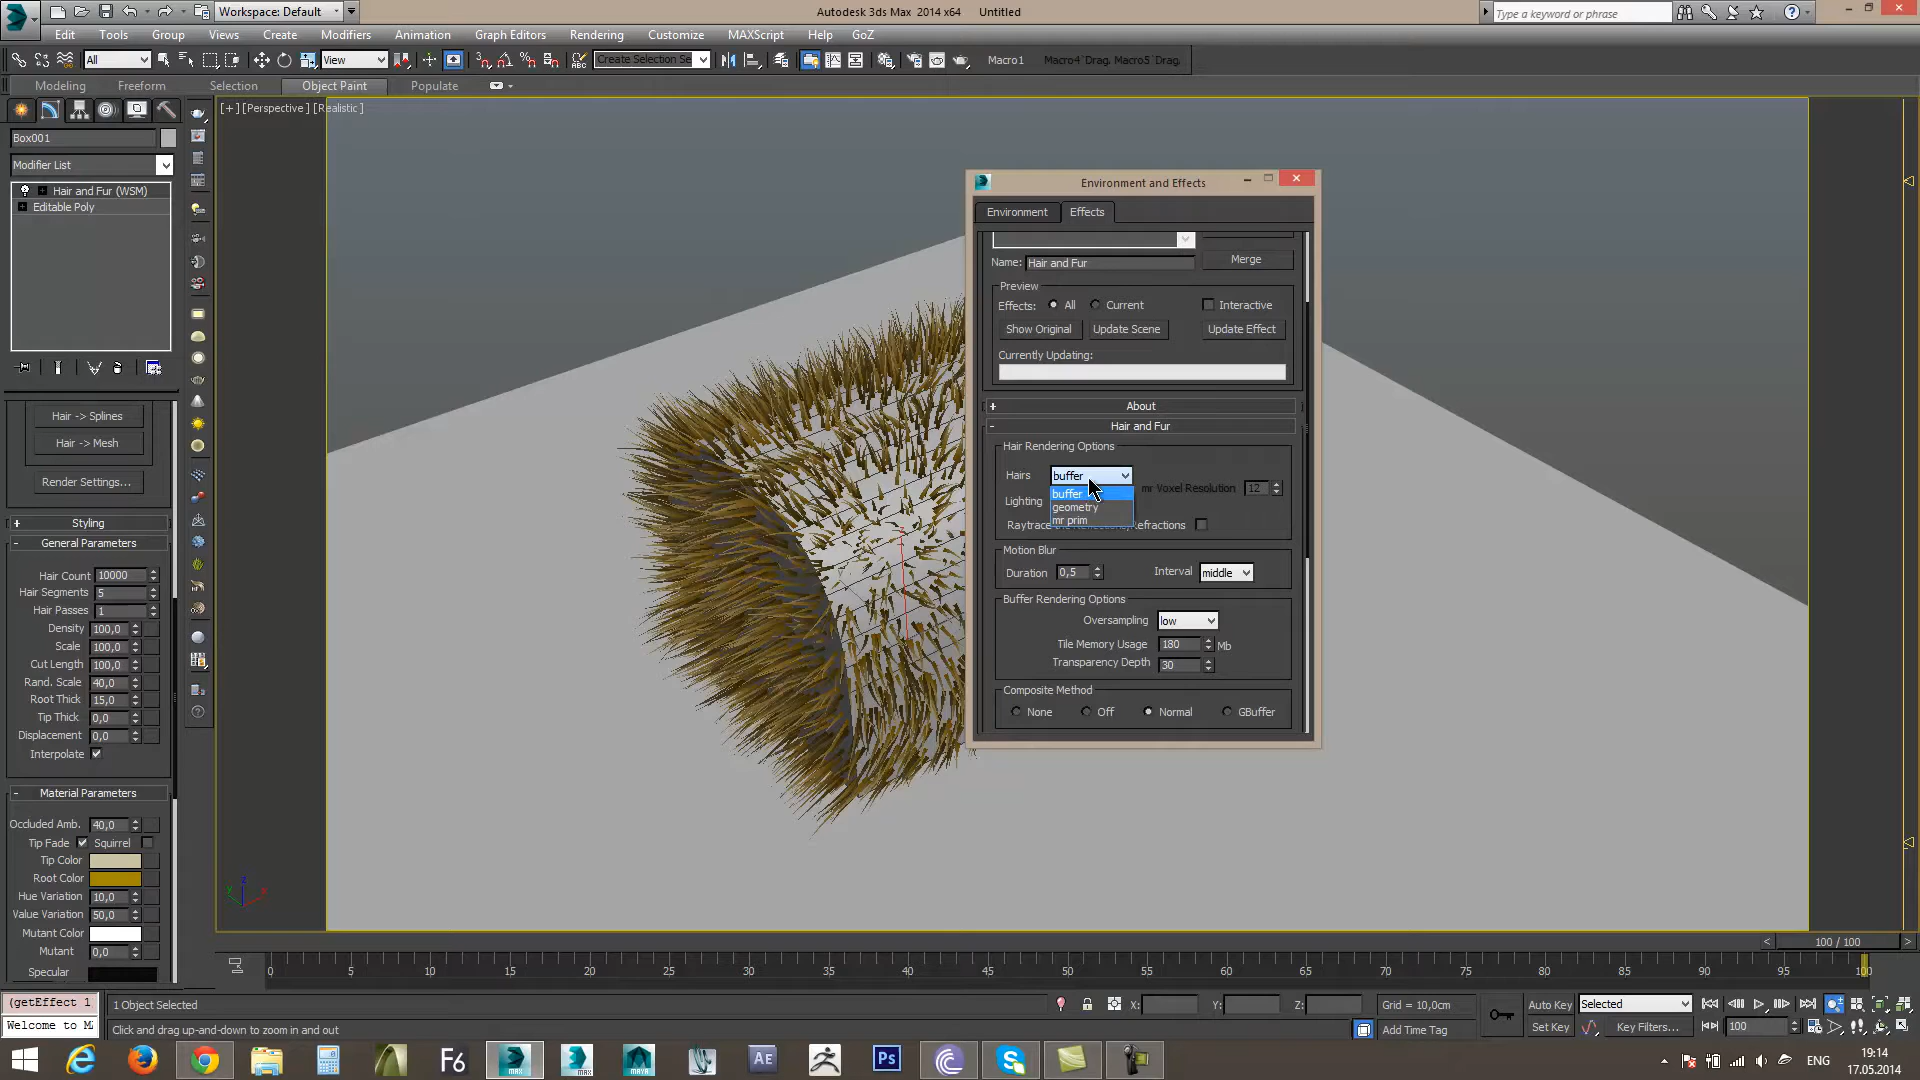 Workspace: Default
Autodesk 3ds Max 2014 x64 Untitled
Type a keyword or phrase
Edit Tools Group Views Create Modifiers Animation Graph Editors Rendering Customize MAXScript Help GoZ
All View Create Selection Se Macro1 Macro4"Drag, Macro5"Drag,
Modeling Freeform Selection Object Paint Populate
[+][Perspective][Realistic]
Box001
Modifier List
Hair and Fur (WSM)
Editable Poly
Hair -> Splines
Hair -> Mesh
Render Settings...
+ Styling
- General Parameters
Hair Count 10000
Hair Segments 5
Hair Passes 1
Density 100,0
Scale 100,0
Cut Length 100,0
Rand. Scale 40,0
Root Thick 15,0
Tip Thick 0,0
Displacement 0,0
Interpolate
- Material Parameters
Occluded Amb. 40,0
Tip Fade Squirrel
Tip Color
Root Color
Hue Variation 10,0
Value Variation 50,0
Mutant Color
Mutant 0,0
Specular
Environment and Effects
Environment Effects
Name: Hair and Fur Merge
Preview
Effects: All Current Interactive
Show Original Update Scene Update Effect
Currently Updating:
+ About
- Hair and Fur
Hair Rendering Options
Hairs buffer
mr Voxel Resolution 12
buffer
Lighting
geometry
mr prim
Refractions
Motion Blur
Duration 0,5 Interval middle
Buffer Rendering Options
Oversampling low
Tile Memory Usage 180 Mb
Transparency Depth 30
Composite Method
None Off Normal GBuffer
z
y x
100 / 100
0 5 10 15 20 25 30 35 40 45 50 55 60 65 70 75 80 85 90 95 100
(getEffect 1 1 Object Selected X: Y: Z: Grid = 10,0cm Auto Key Selected
Welcome to M Click and drag up-and-down to zoom in and out Add Time Tag Set Key Key Filters... 100
F6 MAX MAX MAYA Ae Ps
ENG
19:14
17.05.2014